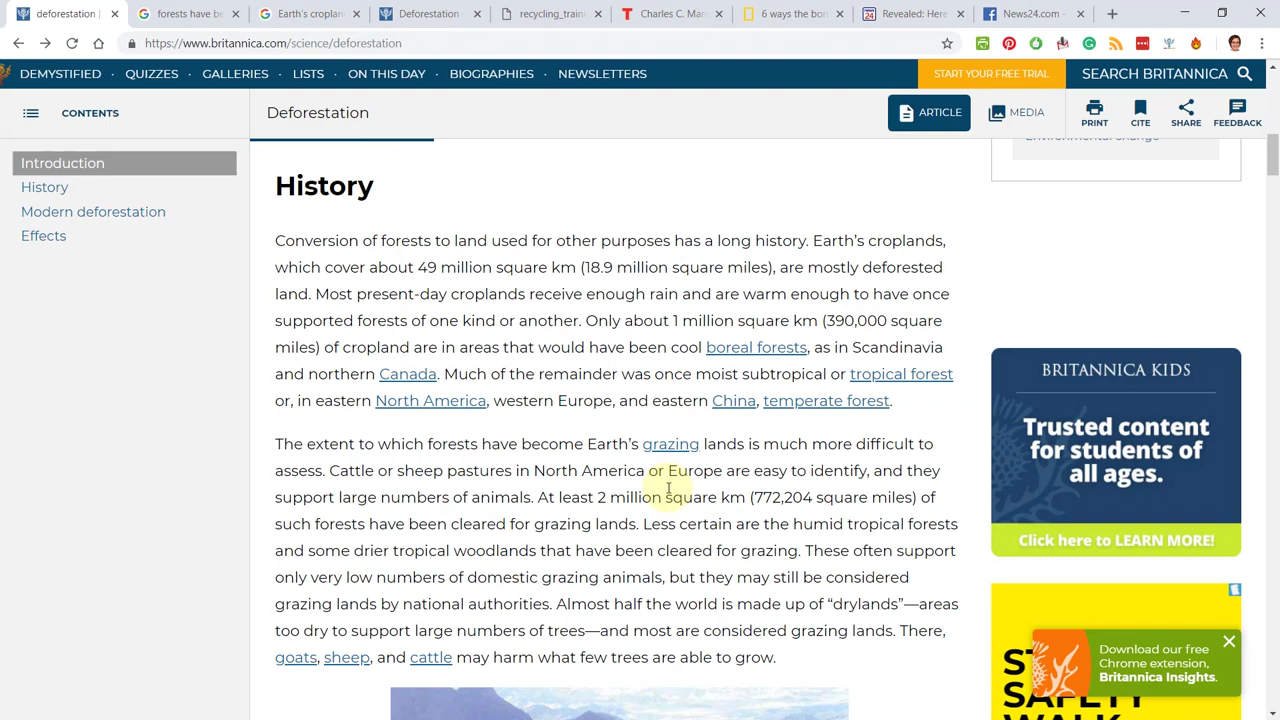 deforestation |
forests have be
Earth's croplan
Deforestation
recycling_train
Charles C. Man
6 ways the bor
Revealed: Here
News24.com –
https://www.britannica.com/science/deforestation
DEMYSTIFIED · QUIZZES · GALLERIES · LISTS · ON THIS DAY · BIOGRAPHIES · NEWSLETTERS
START YOUR FREE TRIAL
SEARCH BRITANNICA
CONTENTS
Deforestation
ARTICLE
MEDIA
PRINT
CITE
SHARE
FEEDBACK
Introduction
History
Modern deforestation
Effects
Environmental change
History
Conversion of forests to land used for other purposes has a long history. Earth's croplands,
which cover about 49 million square km (18.9 million square miles), are mostly deforested
land. Most present-day croplands receive enough rain and are warm enough to have once
supported forests of one kind or another. Only about 1 million square km (390,000 square
miles) of cropland are in areas that would have been cool boreal forests, as in Scandinavia
and northern Canada. Much of the remainder was once moist subtropical or tropical forest
or, in eastern North America, western Europe, and eastern China, temperate forest.
The extent to which forests have become Earth's grazing lands is much more difficult to
assess. Cattle or sheep pastures in North America or Europe are easy to identify, and they
support large numbers of animals. At least 2 million square km (772,204 square miles) of
such forests have been cleared for grazing lands. Less certain are the humid tropical forests
and some drier tropical woodlands that have been cleared for grazing. These often support
only very low numbers of domestic grazing animals, but they may still be considered
grazing lands by national authorities. Almost half the world is made up of “drylands”—areas
too dry to support large numbers of trees—and most are considered grazing lands. There,
goats, sheep, and cattle may harm what few trees are able to grow.
BRITANNICA KIDS
Trusted content
for students of
all ages.
Click here to LEARN MORE!
Download our free
Chrome extension,
Britannica Insights.
SAFETY
WALK